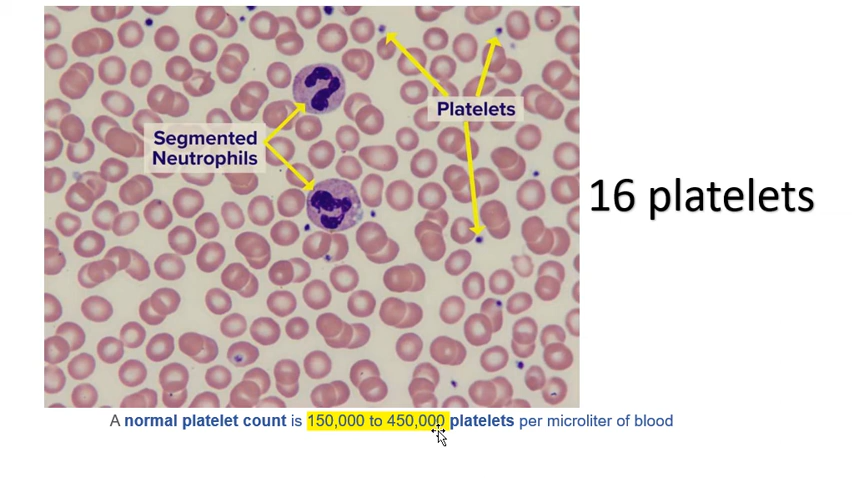 Platelets
Segmented
Neutrophils
16 platelets
A normal platelet count is 150,000 to 450,000 platelets per microliter of blood